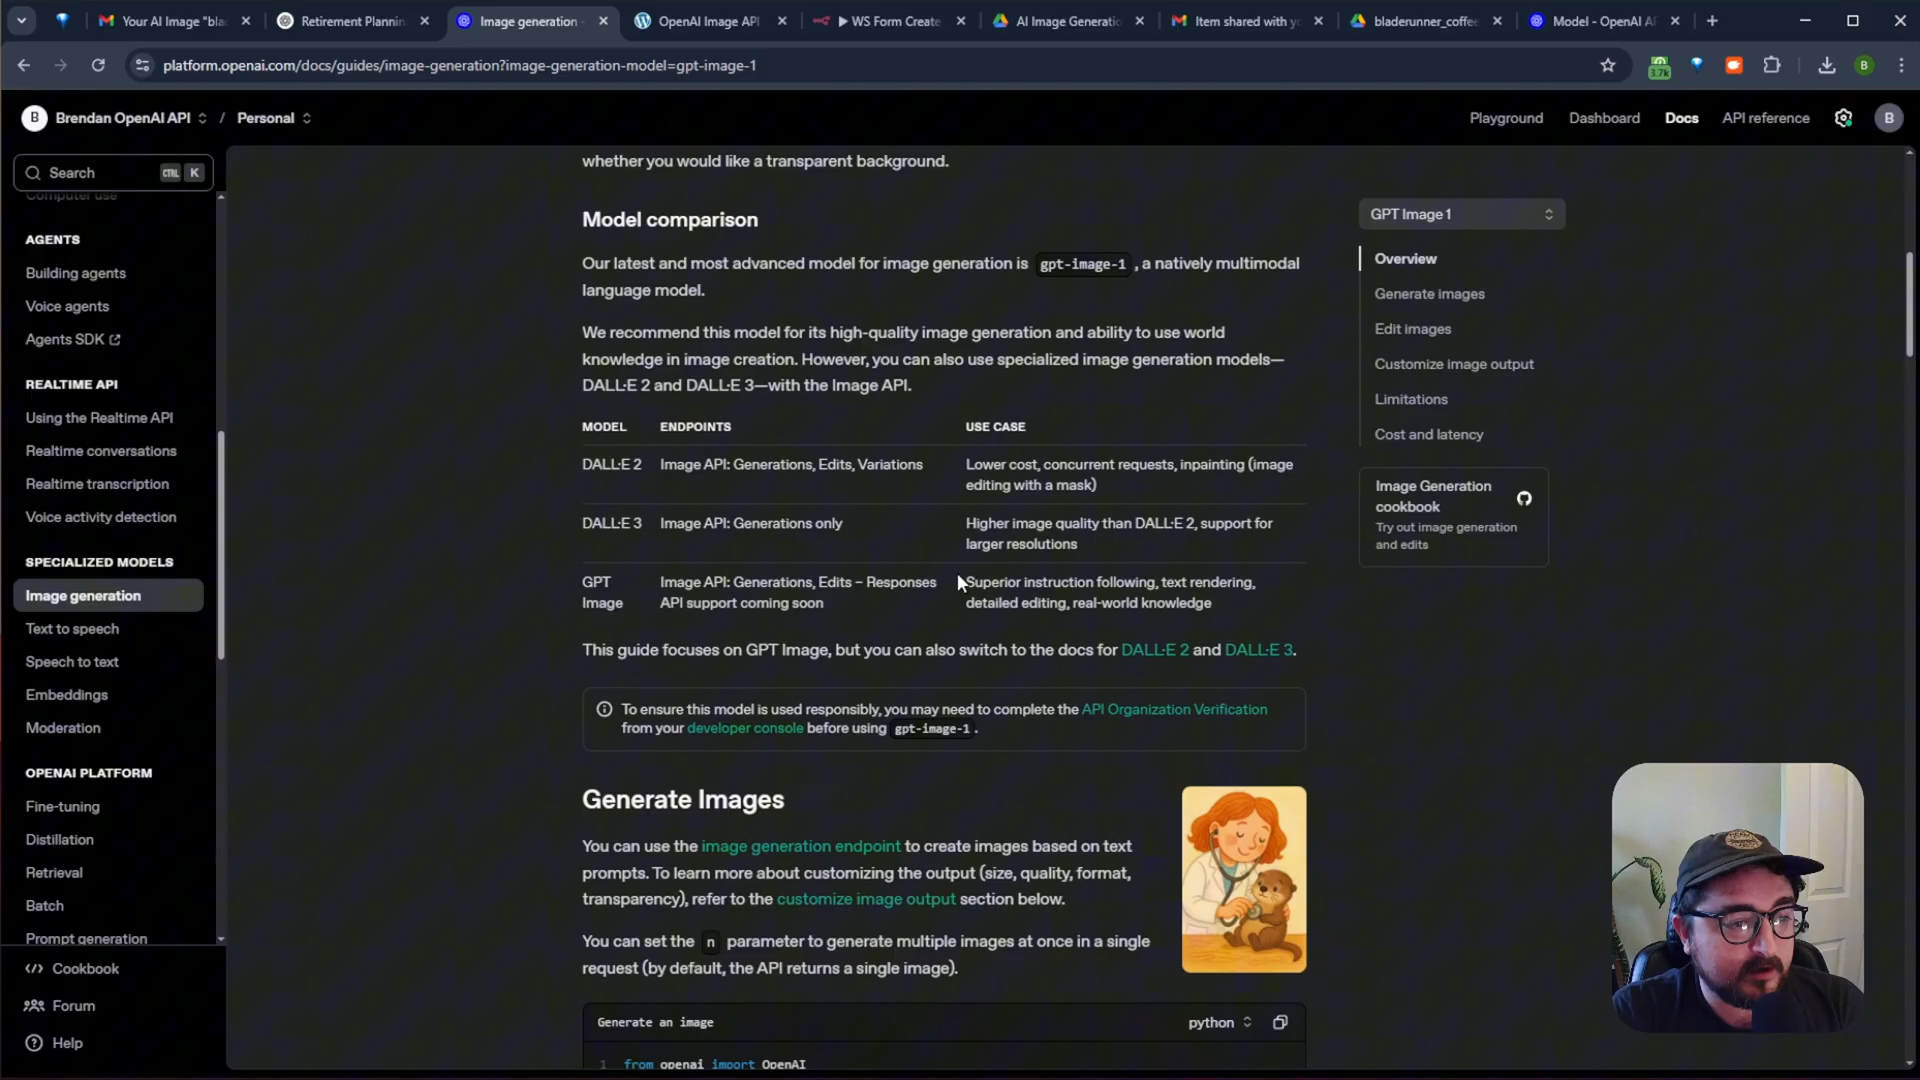 Your AI Image "bla
Retirement Plannin
Image generation -
OpenAI Image API
▶ WS Form Create
AI Image Generatio
Item shared with yo
bladerunner_coffee
Model - OpenAI AP
platform.openai.com/docs/guides/image-generation?image-generation-model=gpt-image-1
3.7k
B
B Brendan OpenAI API / Personal
Playground Dashboard Docs API reference B
Search CTRL K
Computer use
AGENTS
Building agents
Voice agents
Agents SDK
REALTIME API
Using the Realtime API
Realtime conversations
Realtime transcription
Voice activity detection
SPECIALIZED MODELS
Image generation
Text to speech
Speech to text
Embeddings
Moderation
OPENAI PLATFORM
Fine-tuning
Distillation
Retrieval
Batch
Prompt generation
Cookbook
Forum
Help
whether you would like a transparent background.
Model comparison
Our latest and most advanced model for image generation is gpt-image-1 , a natively multimodal
language model.
We recommend this model for its high-quality image generation and ability to use world
knowledge in image creation. However, you can also use specialized image generation models—
DALL·E 2 and DALL·E 3—with the Image API.
MODEL ENDPOINTS USE CASE
DALL·E 2 Image API: Generations, Edits, Variations Lower cost, concurrent requests, inpainting (image
editing with a mask)
DALL·E 3 Image API: Generations only Higher image quality than DALL·E 2, support for
larger resolutions
GPT Image API: Generations, Edits – Responses Superior instruction following, text rendering,
Image API support coming soon detailed editing, real-world knowledge
This guide focuses on GPT Image, but you can also switch to the docs for DALL·E 2 and DALL·E 3.
To ensure this model is used responsibly, you may need to complete the API Organization Verification
from your developer console before using gpt-image-1 .
Generate Images
You can use the image generation endpoint to create images based on text
prompts. To learn more about customizing the output (size, quality, format,
transparency), refer to the customize image output section below.
You can set the n parameter to generate multiple images at once in a single
request (by default, the API returns a single image).
Generate an image python
1 from openai import OpenAI
GPT Image 1
Overview
Generate images
Edit images
Customize image output
Limitations
Cost and latency
Image Generation
cookbook
Try out image generation
and edits